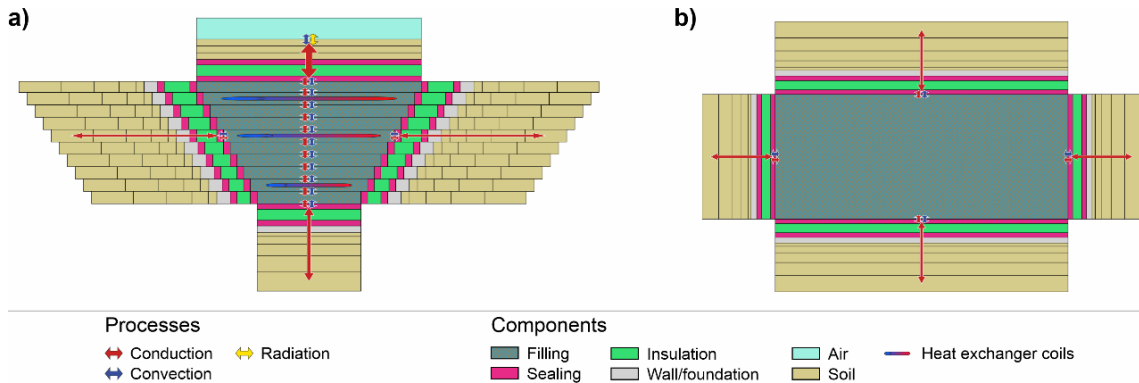 a)
b)
Processes
Conduction
Radiation
Convection
Components
Filling
Insulation
Air
Heat exchanger coils
Sealing
Wall/foundation
Soil